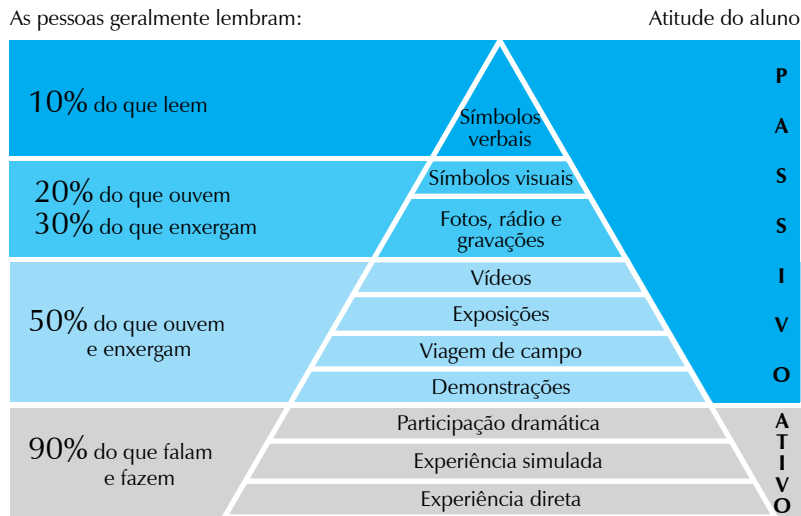 As pessoas geralmente lembram:
Atitude do aluno
10% do que leem
20% do que ouvem
30% do que enxergam
50% do que ouvem
e enxergam
90% do que falam
e fazem
Símbolos
verbais
Símbolos visuais
Fotos, rádio e
gravações
Vídeos
Exposições
Viagem de campo
Demonstrações
Participação dramática
Experiência simulada
Experiência direta
P
A
S
S
I
V
O
A
T
I
V
O